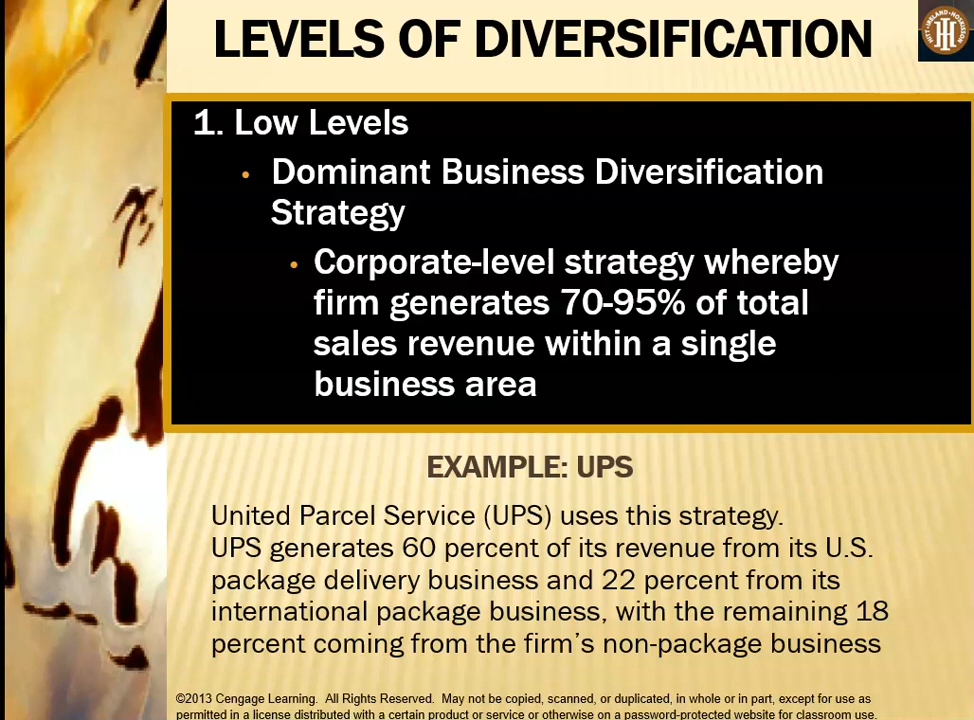 LEVELS OF DIVERSIFICATION
HITT•IRELAND•HOSKISSON
1. Low Levels
• Dominant Business Diversification
Strategy
• Corporate-level strategy whereby
firm generates 70-95% of total
sales revenue within a single
business area
EXAMPLE: UPS
United Parcel Service (UPS) uses this strategy.
UPS generates 60 percent of its revenue from its U.S.
package delivery business and 22 percent from its
international package business, with the remaining 18
percent coming from the firm’s non-package business
©2013 Cengage Learning. All Rights Reserved. May not be copied, scanned, or duplicated, in whole or in part, except for use as
permitted in a license distributed with a certain product or service or otherwise on a password-protected website for classroom use.